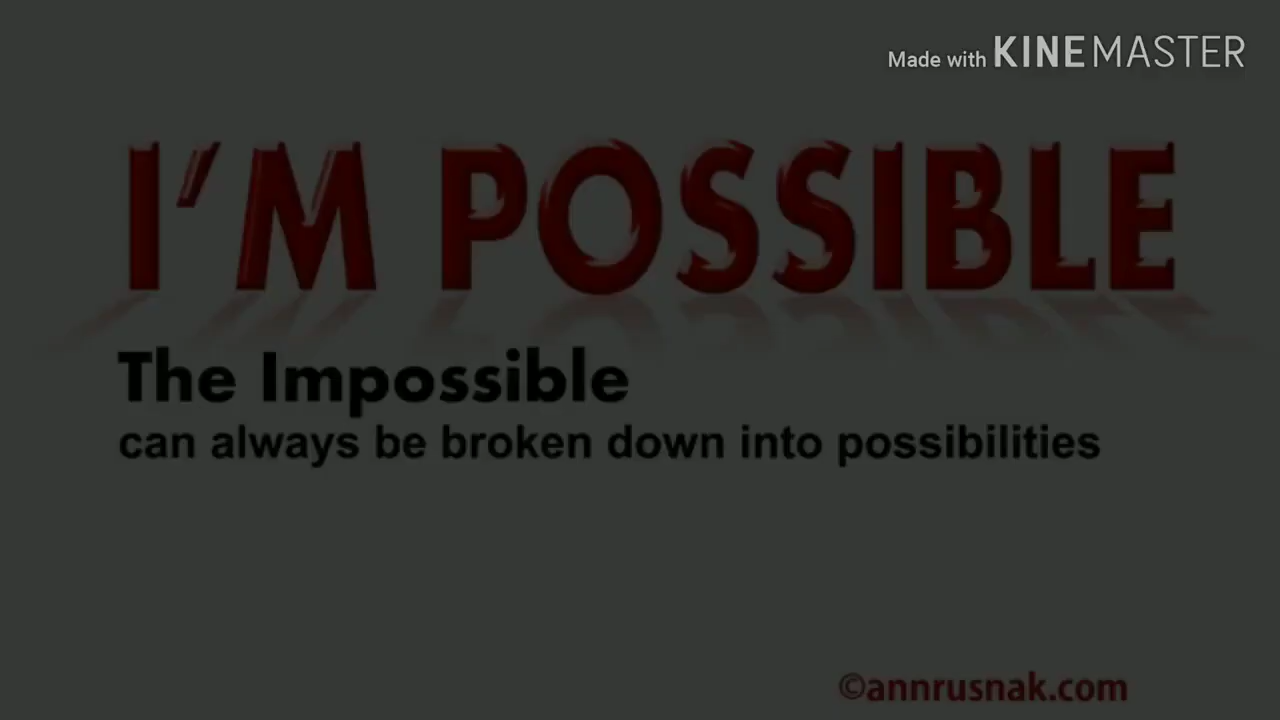 Made with KINEMASTER
I'M POSSIBLE
The Impossible
can always be broken down into possibilities
©annrusnak.com